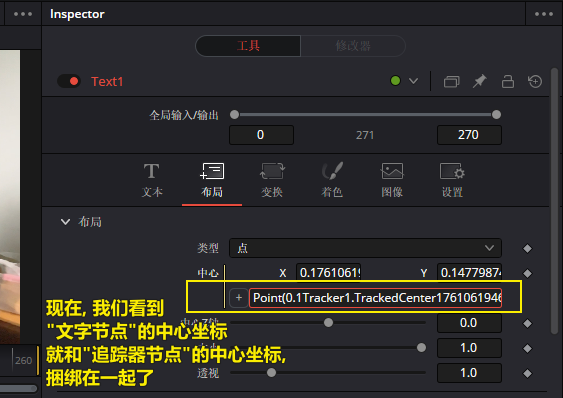 Inspector
工具
修改器
Text1
全局输入/输出
0
271
270
文本
布局
变换
着色
图像
设置
布局
类型
点
中心
X
0.1761061
Y
0.1477987
+
Point(0.1Tracker1.TrackedCenter1761061946
0.0
1.0
透视
1.0
260
现在, 我们看到
"文字节点"的中心坐标
就和"追踪器节点"的中心坐标,
捆绑在一起了